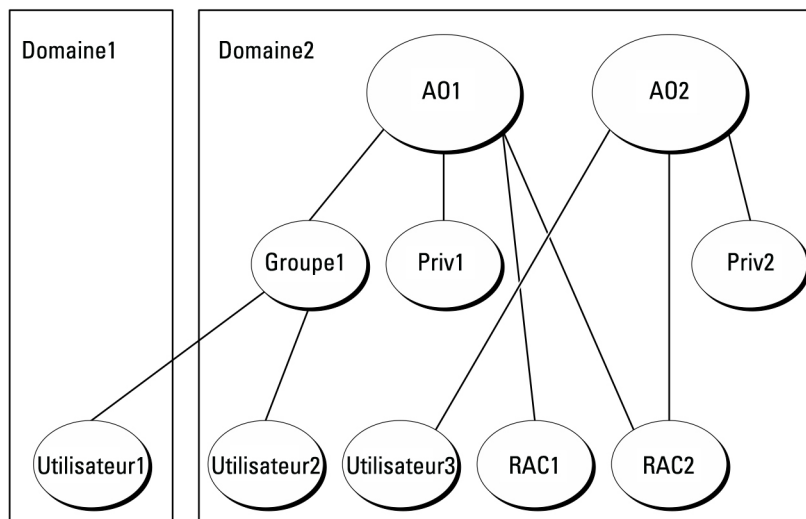 Domaine1
Domaine2
AO1
AO2
Groupe1
Priv1
Priv2
Utilisateur1
Utilisateur2
Utilisateur3
RAC1
RAC2